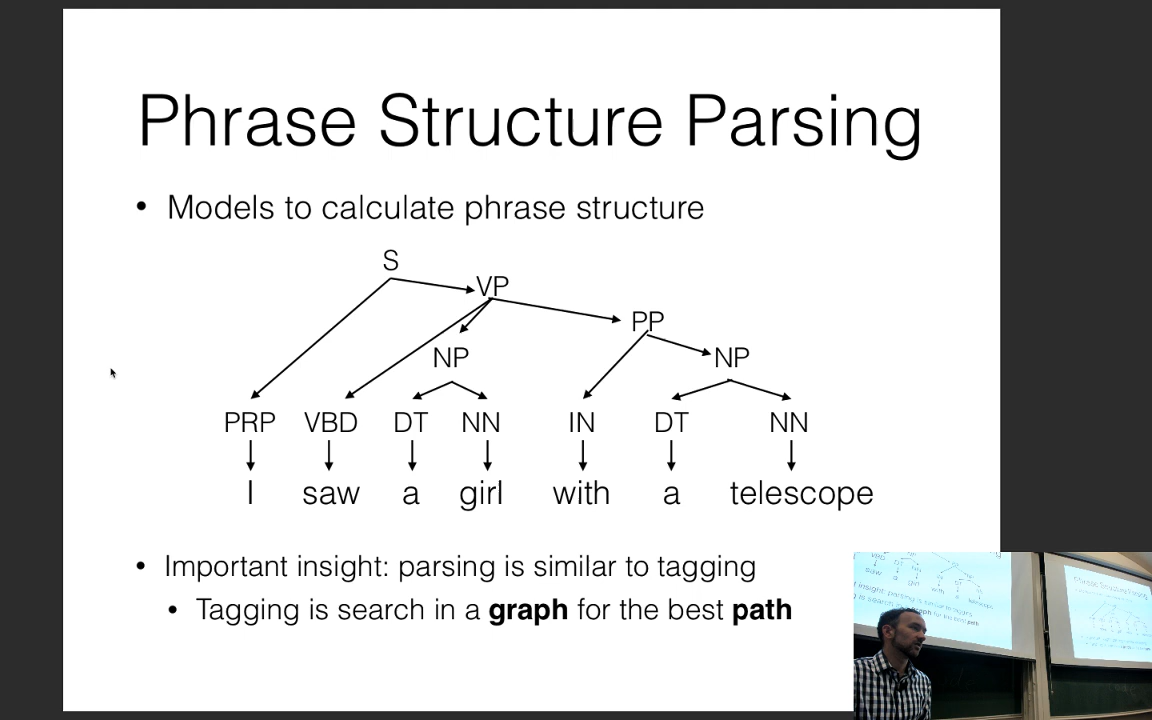 Phrase Structure Parsing
• Models to calculate phrase structure
S
VP
PP
NP NP
PRP VBD DT NN IN DT NN
I saw a girl with a telescope
• Important insight: parsing is similar to tagging
• Tagging is search in a graph for the best path